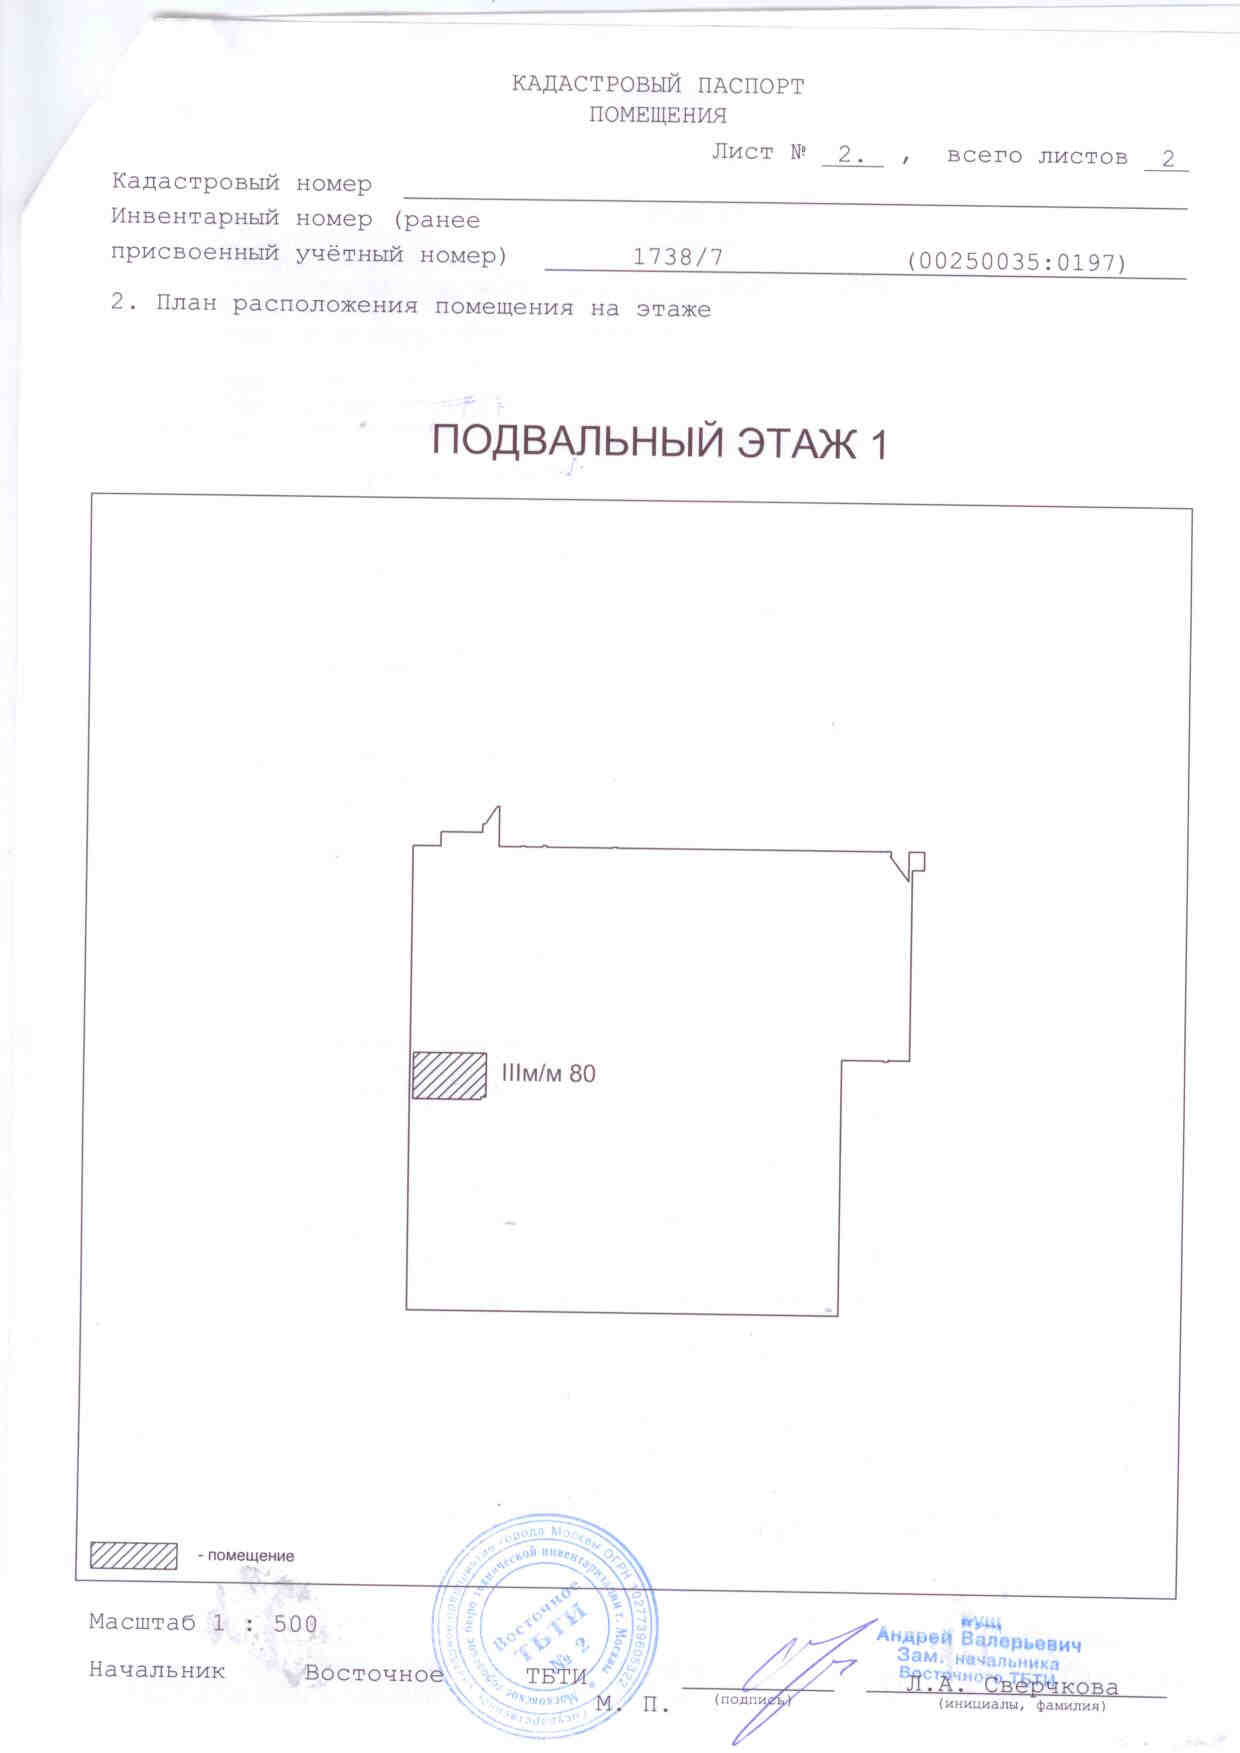 КАДАСТРОВЫЙ ПАСПОРТ
ПОМЕЩЕНИЯ
Лист № 2. , всего листов 2
Кадастровый номер
Инвентарный номер (ранее
присвоенный учётный номер) 1738/7 (00250035:0197)
2. План расположения помещения на этаже
ПОДВАЛЬНЫЙ ЭТАЖ 1
IIIм/м 80
- помещение
Масштаб 1 : 500
Андрей Валерьевич
Зам. начальника
Восточного ТБТИ
Начальник Восточное ТБТИ Л.А. Сверчкова
М. П. (подпись) (инициалы, фамилия)
Восточное
ТБТИ
№ 2